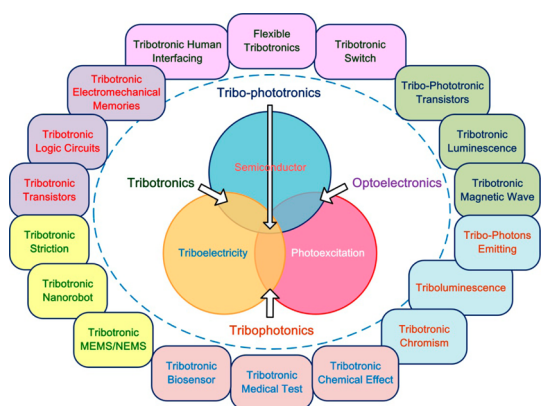 Flexible
Tribotronics
Tribotronic Human
Interfacing
Tribotronic
Switch
Tribotronic
Electromechanical
Memories
Tribo-phototronics
Tribo-Phototronic
Transistors
Tribotronic
Logic Circuits
Tribotronic
Luminescence
Semiconductor
Tribotronic
Transistors
Tribotronics
Optoelectronics
Tribotronic
Magnetic Wave
Tribotronic
Striction
Triboelectricity
Photoexcitation
Tribo-Photons
Emitting
Tribotronic
Nanorobot
Triboluminescence
Tribotronic
MEMS/NEMS
Tribophotonics
Tribotronic
Chromism
Tribotronic
Biosensor
Tribotronic
Medical Test
Tribotronic
Chemical Effect